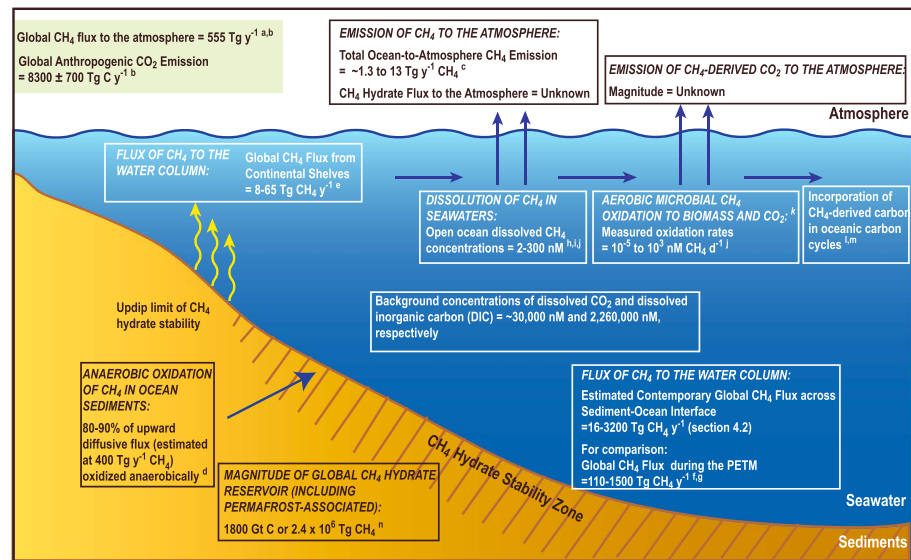 Global CH₄ flux to the atmosphere = 555 Tg y⁻¹ ᵃ,ᵇ
Global Anthropogenic CO₂ Emission
= 8300 ± 700 Tg C y⁻¹ ᵇ
EMISSION OF CH₄ TO THE ATMOSPHERE:
Total Ocean-to-Atmosphere CH₄ Emission
= ~1.3 to 13 Tg y⁻¹ CH₄ ᶜ
CH₄ Hydrate Flux to the Atmosphere = Unknown
EMISSION OF CH₄-DERIVED CO₂ TO THE ATMOSPHERE:
Magnitude = Unknown
Atmosphere
FLUX OF CH₄ TO THE
WATER COLUMN:
Global CH₄ Flux from
Continental Shelves
= 8-65 Tg CH₄ y⁻¹ ᵉ
DISSOLUTION OF CH₄ IN
SEAWATERS:
Open ocean dissolved CH₄
concentrations = 2-300 nM ʰ,ⁱ,ʲ
AEROBIC MICROBIAL CH₄
OXIDATION TO BIOMASS AND CO₂: ᵏ
Measured oxidation rates
= 10⁻⁵ to 10³ nM CH₄ d⁻¹ ʲ
Incorporation of
CH₄-derived carbon
in oceanic carbon
cycles ˡ,ᵐ
Updip limit of CH₄
hydrate stability
Background concentrations of dissolved CO₂ and dissolved
inorganic carbon (DIC) = ~30,000 nM and 2,260,000 nM,
respectively
ANAEROBIC OXIDATION
OF CH₄ IN OCEAN
SEDIMENTS:
80-90% of upward
diffusive flux (estimated
at 400 Tg y⁻¹ CH₄)
oxidized anaerobically ᵈ
FLUX OF CH₄ TO THE WATER COLUMN:
Estimated Contemporary Global CH₄ Flux across
Sediment-Ocean Interface
=16-3200 Tg CH₄ y⁻¹ (section 4.2)
For comparison:
Global CH₄ Flux during the PETM
=110-1500 Tg CH₄ y⁻¹ ᶠ,ᵍ
CH₄ Hydrate Stability Zone
MAGNITUDE OF GLOBAL CH₄ HYDRATE
RESERVOIR (INCLUDING
PERMAFROST-ASSOCIATED):
1800 Gt C or 2.4 x 10⁶ Tg CH₄ ⁿ
Seawater
Sediments